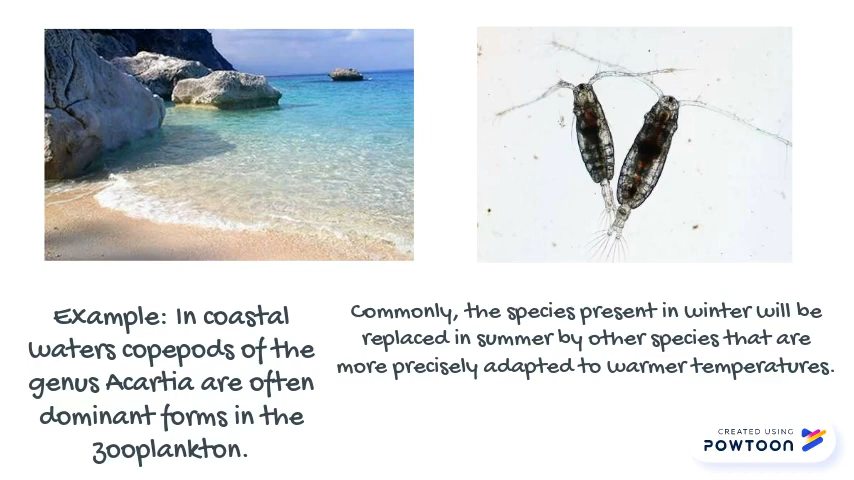 Example: In coastal
waters copepods of the
genus Acartia are often
dominant forms in the
zooplankton.
Commonly, the species present in winter will be
replaced in summer by other species that are
more precisely adapted to warmer temperatures.
CREATED USING
POWTOON